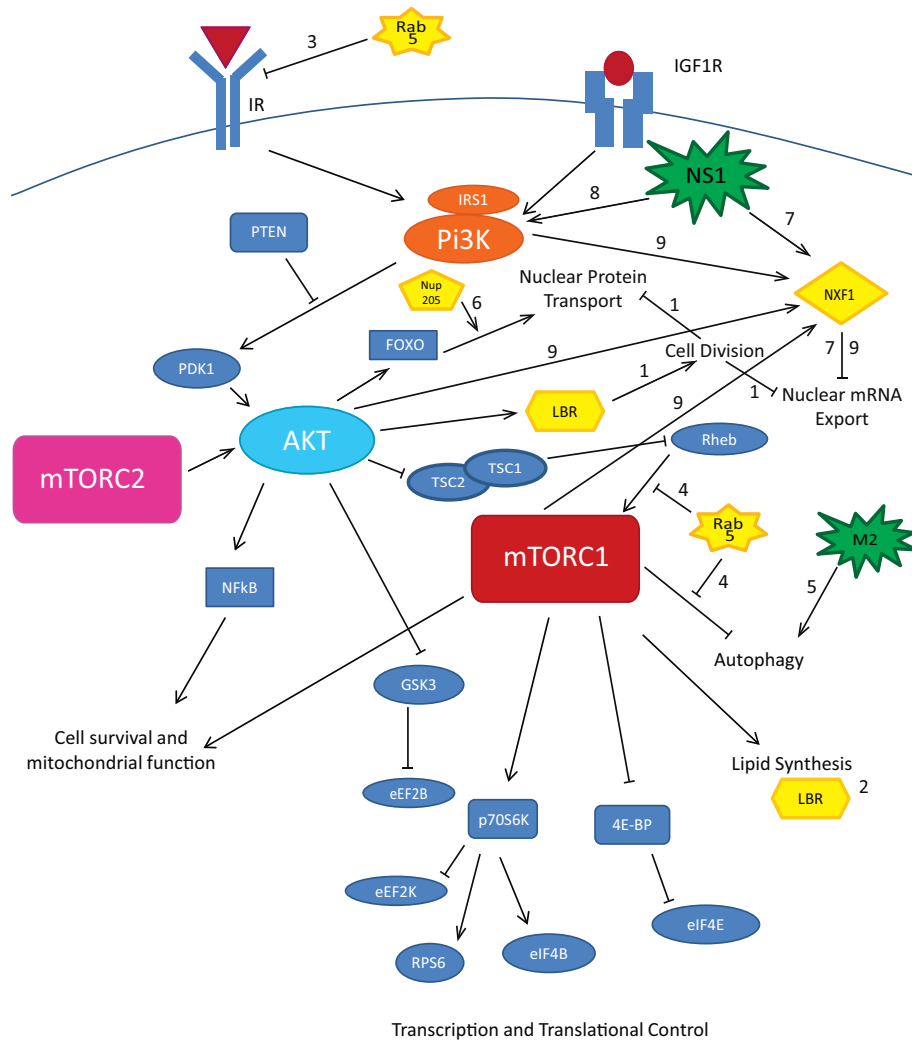 Rab
5
3
IR
IGF1R
NS1
IRS1
8
7
PTEN
Pi3K
9
Nup
205
Nuclear Protein
Transport
NXF1
6
1
FOXO
9
Cell Division
7
9
PDK1
1
9
1
Nuclear mRNA
Export
LBR
AKT
Rheb
mTORC2
TSC2
TSC1
4
Rab
5
M2
mTORC1
4
5
NFkB
Autophagy
GSK3
Cell survival and
mitochondrial function
Lipid Synthesis
eEF2B
LBR
2
p70S6K
4E-BP
eEF2K
eIF4E
RPS6
eIF4B
Transcription and Translational Control